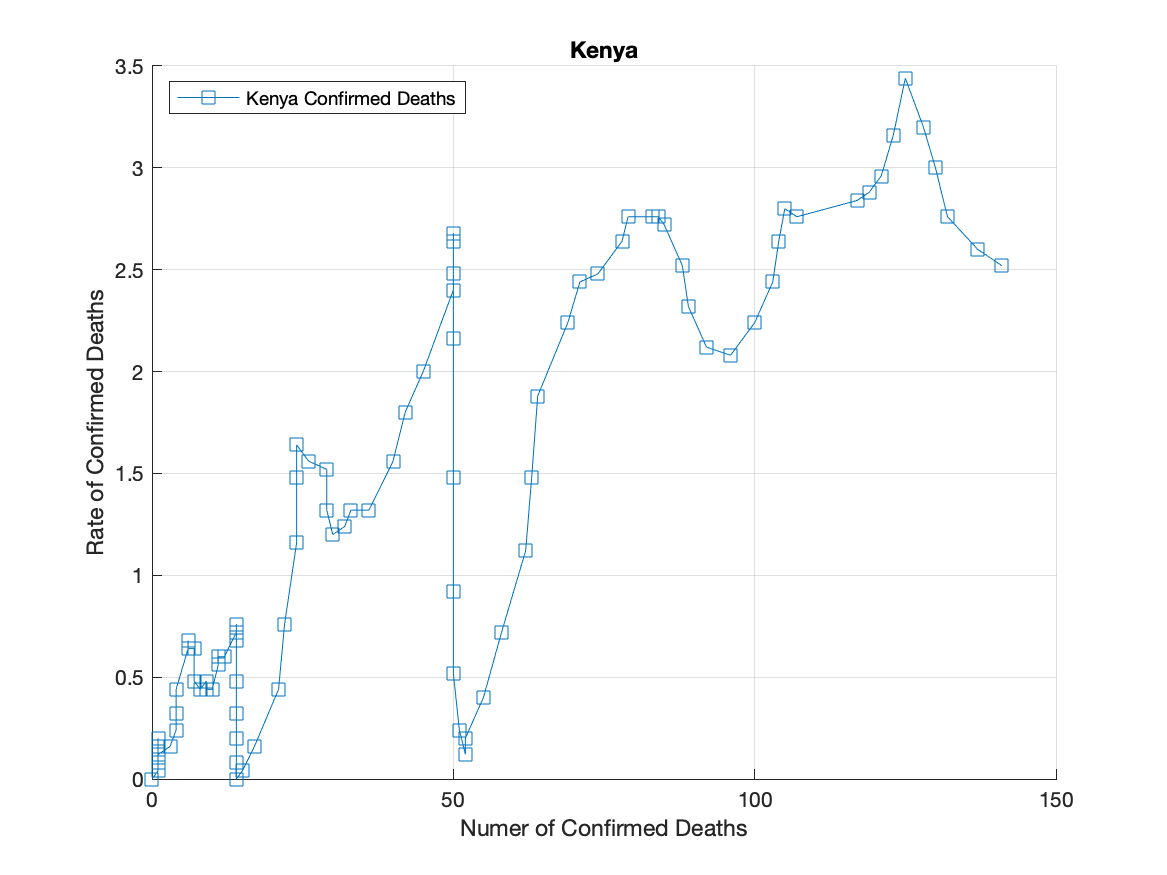 Kenya
Kenya Confirmed Deaths
3.5
3
2.5
2
1.5
1
0.5
0
Rate of Confirmed Deaths
0 50 100 150
Numer of Confirmed Deaths